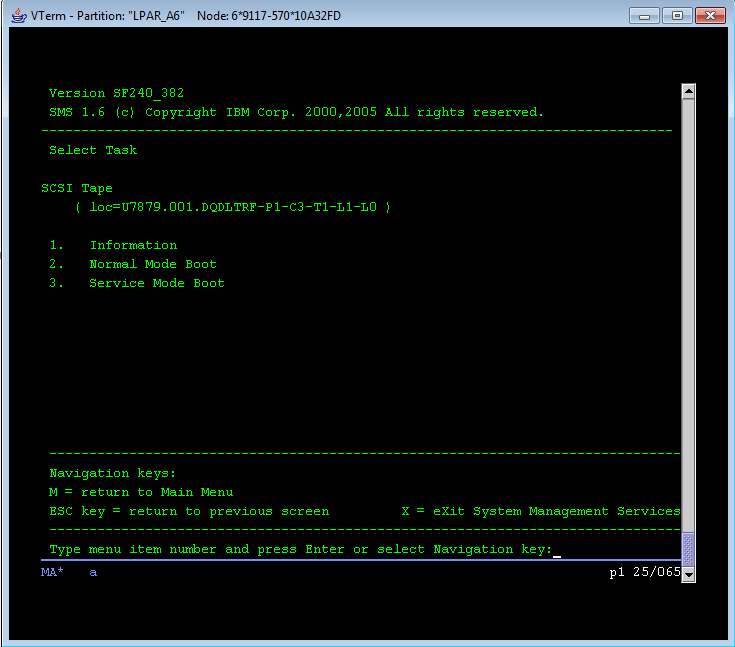 VTerm - Partition: "LPAR_A6" Node: 6*9117-570*10A32FD
Version SF240_382
SMS 1.6 (c) Copyright IBM Corp. 2000,2005 All rights reserved.
-------------------------------------------------------------------------------
Select Task
SCSI Tape
( loc=U7879.001.DQDLTRF-P1-C3-T1-L1-L0 )
1. Information
2. Normal Mode Boot
3. Service Mode Boot
-------------------------------------------------------------------------------
Navigation keys:
M = return to Main Menu
ESC key = return to previous screen X = eXit System Management Services
-------------------------------------------------------------------------------
Type menu item number and press Enter or select Navigation key:_
MA* a p1 25/065